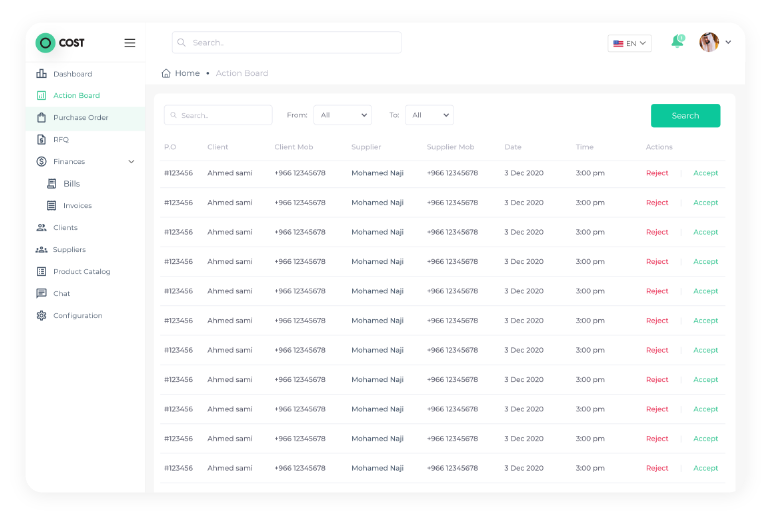 COST
Search..
EN
Home • Action Board
Dashboard
Action Board
Purchase Order
RFQ
Finances
Bills
Invoices
Clients
Suppliers
Product Catalog
Chat
Configuration
Search.. From: All To: All Search
P.O Client Client Mob Supplier Supplier Mob Date Time Actions
#123456 Ahmed sami +966 12345678 Mohamed Naji +966 12345678 3 Dec 2020 3:00 pm Reject Accept
#123456 Ahmed sami +966 12345678 Mohamed Naji +966 12345678 3 Dec 2020 3:00 pm Reject Accept
#123456 Ahmed sami +966 12345678 Mohamed Naji +966 12345678 3 Dec 2020 3:00 pm Reject Accept
#123456 Ahmed sami +966 12345678 Mohamed Naji +966 12345678 3 Dec 2020 3:00 pm Reject Accept
#123456 Ahmed sami +966 12345678 Mohamed Naji +966 12345678 3 Dec 2020 3:00 pm Reject Accept
#123456 Ahmed sami +966 12345678 Mohamed Naji +966 12345678 3 Dec 2020 3:00 pm Reject Accept
#123456 Ahmed sami +966 12345678 Mohamed Naji +966 12345678 3 Dec 2020 3:00 pm Reject Accept
#123456 Ahmed sami +966 12345678 Mohamed Naji +966 12345678 3 Dec 2020 3:00 pm Reject Accept
#123456 Ahmed sami +966 12345678 Mohamed Naji +966 12345678 3 Dec 2020 3:00 pm Reject Accept
#123456 Ahmed sami +966 12345678 Mohamed Naji +966 12345678 3 Dec 2020 3:00 pm Reject Accept
#123456 Ahmed sami +966 12345678 Mohamed Naji +966 12345678 3 Dec 2020 3:00 pm Reject Accept